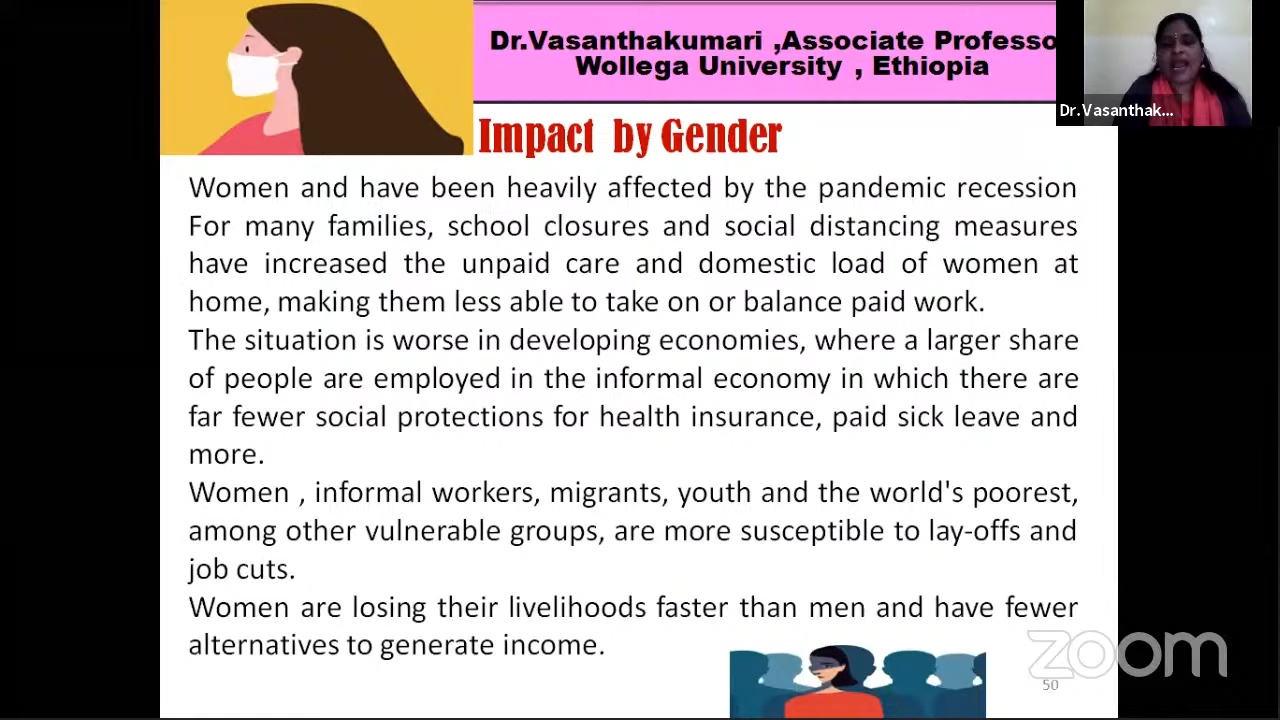 Dr.Vasanthakumari ,Associate Professo
Wollega University , Ethiopia
Dr.Vasanthak...
Impact by Gender
Women and have been heavily affected by the pandemic recession
For many families, school closures and social distancing measures
have increased the unpaid care and domestic load of women at
home, making them less able to take on or balance paid work.
The situation is worse in developing economies, where a larger share
of people are employed in the informal economy in which there are
far fewer social protections for health insurance, paid sick leave and
more.
Women , informal workers, migrants, youth and the world's poorest,
among other vulnerable groups, are more susceptible to lay-offs and
job cuts.
Women are losing their livelihoods faster than men and have fewer
alternatives to generate income.
zoom
50